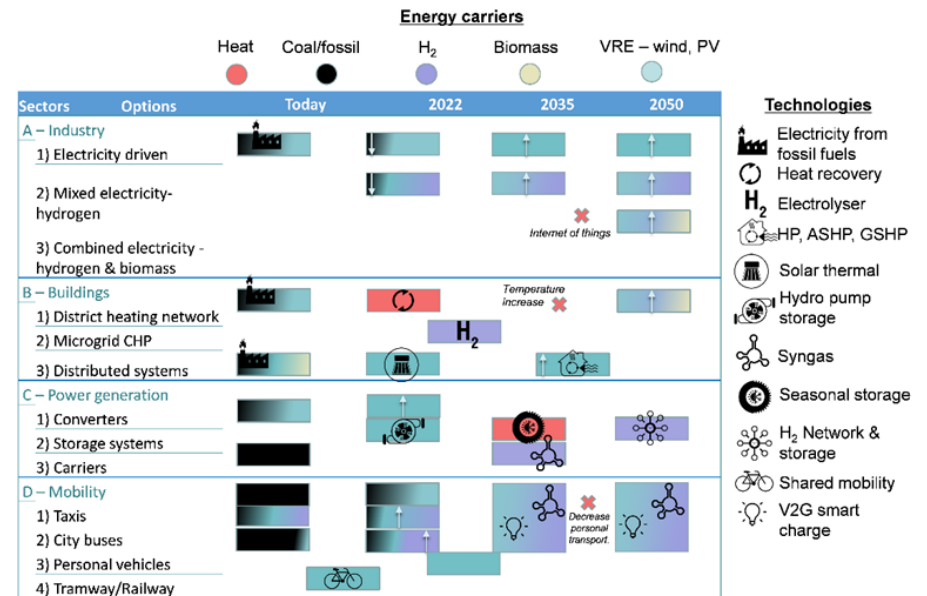 Energy carriers
Heat
Coal/fossil
H₂
Biomass
VRE – wind, PV
Sectors Options Today 2022 2035 2050
A – Industry
1) Electricity driven
2) Mixed electricity-
hydrogen
Internet of things
3) Combined electricity -
hydrogen & biomass
B – Buildings
Temperature
increase
1) District heating network
2) Microgrid CHP
H₂
3) Distributed systems
C – Power generation
1) Converters
2) Storage systems
3) Carriers
D – Mobility
1) Taxis
2) City buses
3) Personal vehicles
4) Tramway/Railway
Decrease
personal
transport.
Technologies
Electricity from
fossil fuels
Heat recovery
H₂
Electrolyser
HP, ASHP, GSHP
Solar thermal
Hydro pump
storage
Syngas
Seasonal storage
H₂ Network &
storage
Shared mobility
V2G smart
charge